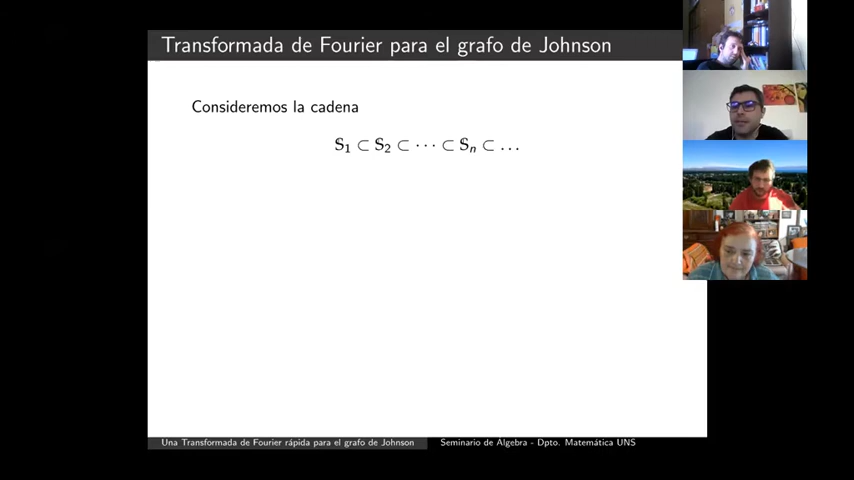 Transformada de Fourier para el grafo de Johnson
Consideremos la cadena
S₁ ⊂ S₂ ⊂ ⋯ ⊂ Sₙ ⊂ …
Una Transformada de Fourier rápida para el grafo de Johnson
Seminario de Álgebra - Dpto. Matemática UNS